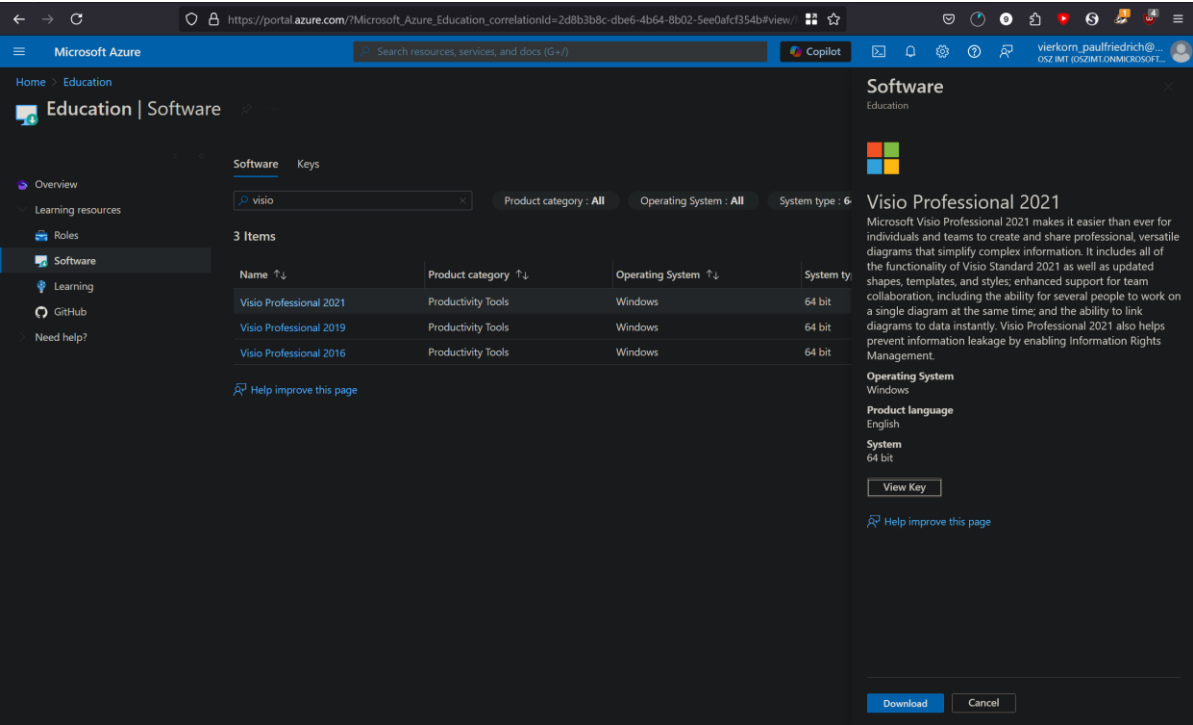 https://portal.azure.com/?Microsoft_Azure_Education_correlationId=2d8b3b8c-dbe6-4b64-8b02-5ee0afcf354b#view/
9
1
4
Microsoft Azure
Search resources, services, and docs (G+/)
Copilot
vierkorn_paulfriedrich@...
OSZ IMT (OSZIMT.ONMICROSOFT....
Home > Education
Education | Software
Overview
Learning resources
Roles
Software
Learning
GitHub
Need help?
Software Keys
visio
Product category : All Operating System : All System type : 6
3 Items
Name ↑↓ Product category ↑↓ Operating System ↑↓ System ty
Visio Professional 2021 Productivity Tools Windows 64 bit
Visio Professional 2019 Productivity Tools Windows 64 bit
Visio Professional 2016 Productivity Tools Windows 64 bit
Help improve this page
Software
Education
Visio Professional 2021
Microsoft Visio Professional 2021 makes it easier than ever for
individuals and teams to create and share professional, versatile
diagrams that simplify complex information. It includes all of
the functionality of Visio Standard 2021 as well as updated
shapes, templates, and styles; enhanced support for team
collaboration, including the ability for several people to work on
a single diagram at the same time; and the ability to link
diagrams to data instantly. Visio Professional 2021 also helps
prevent information leakage by enabling Information Rights
Management.
Operating System
Windows
Product language
English
System
64 bit
View Key
Help improve this page
Download Cancel